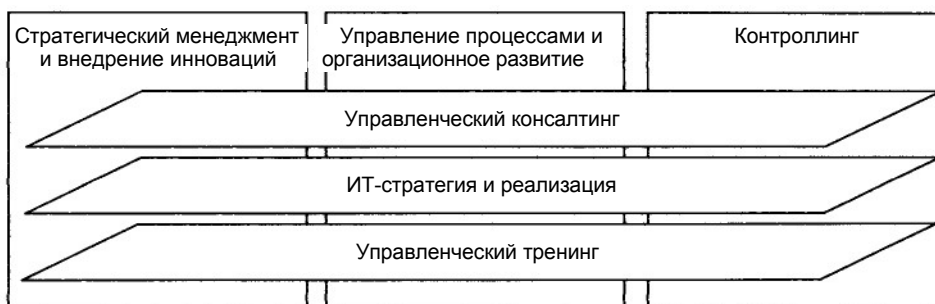 Стратегический менеджмент
и внедрение инноваций
Управление процессами и
организационное развитие
Контроллинг
Управленческий консалтинг
ИТ-стратегия и реализация
Управленческий тренинг